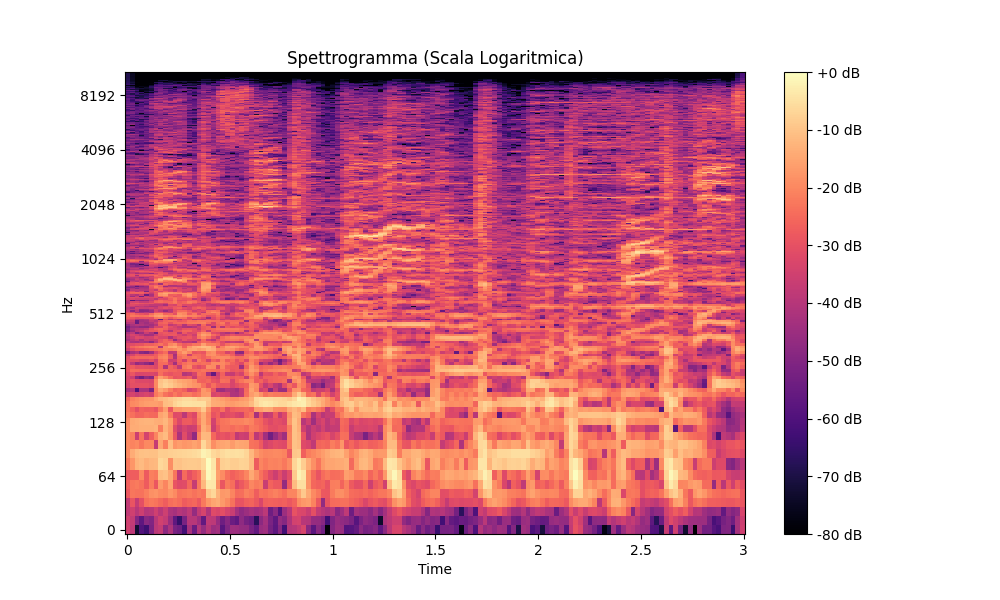 Spettrogramma (Scala Logaritmica)
Hz
8192
4096
2048
1024
512
256
128
64
0
0
0.5
1
1.5
2
2.5
3
Time
+0 dB
-10 dB
-20 dB
-30 dB
-40 dB
-50 dB
-60 dB
-70 dB
-80 dB